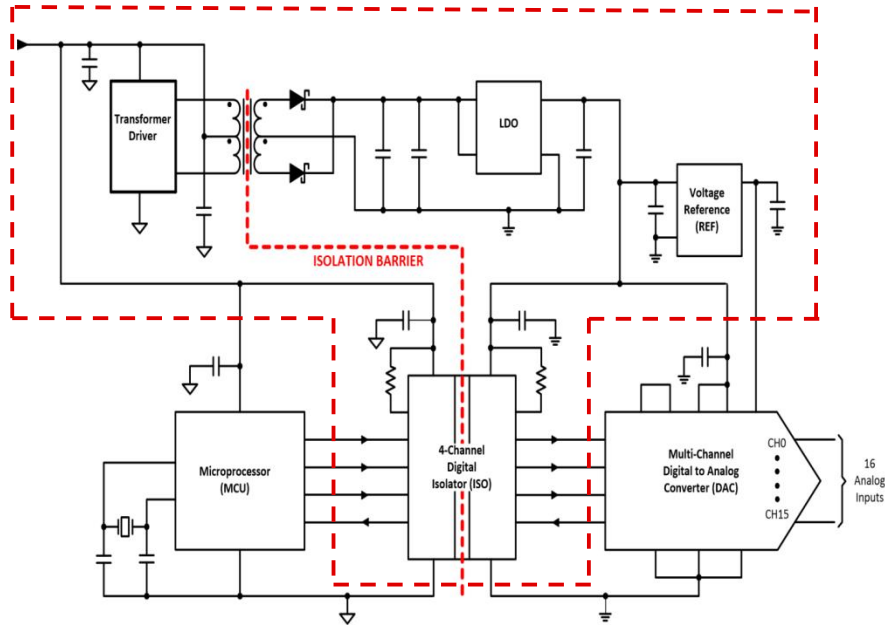 Transformer
Driver
LDO
Voltage
Reference
(REF)
ISOLATION BARRIER
Microprocessor
(MCU)
4-Channel
Digital
Isolator (ISO)
Multi-Channel
Digital to Analog
Converter (DAC)
CH0
CH15
16
Analog
Inputs